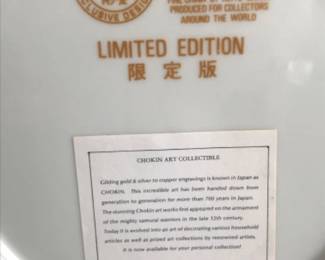 EXCLUSIVE DESIGN
PRODUCED FOR COLLECTORS
AROUND THE WORLD
LIMITED EDITION
限定版
CHOKIN ART COLLECTIBLE
Gilding gold & silver to copper engravings is known in Japan as
CHOKIN. This incredible art has been handed down from
generation to generation for more than 700 years in Japan.
The stunning Chokin art works first appeared on the armament
of the mighty samurai warriors in the late 12th century.
Today it is evolved into an art of decorating various household
articles as well as prized art collections by renowned artists.
It is now available for your personal collection!